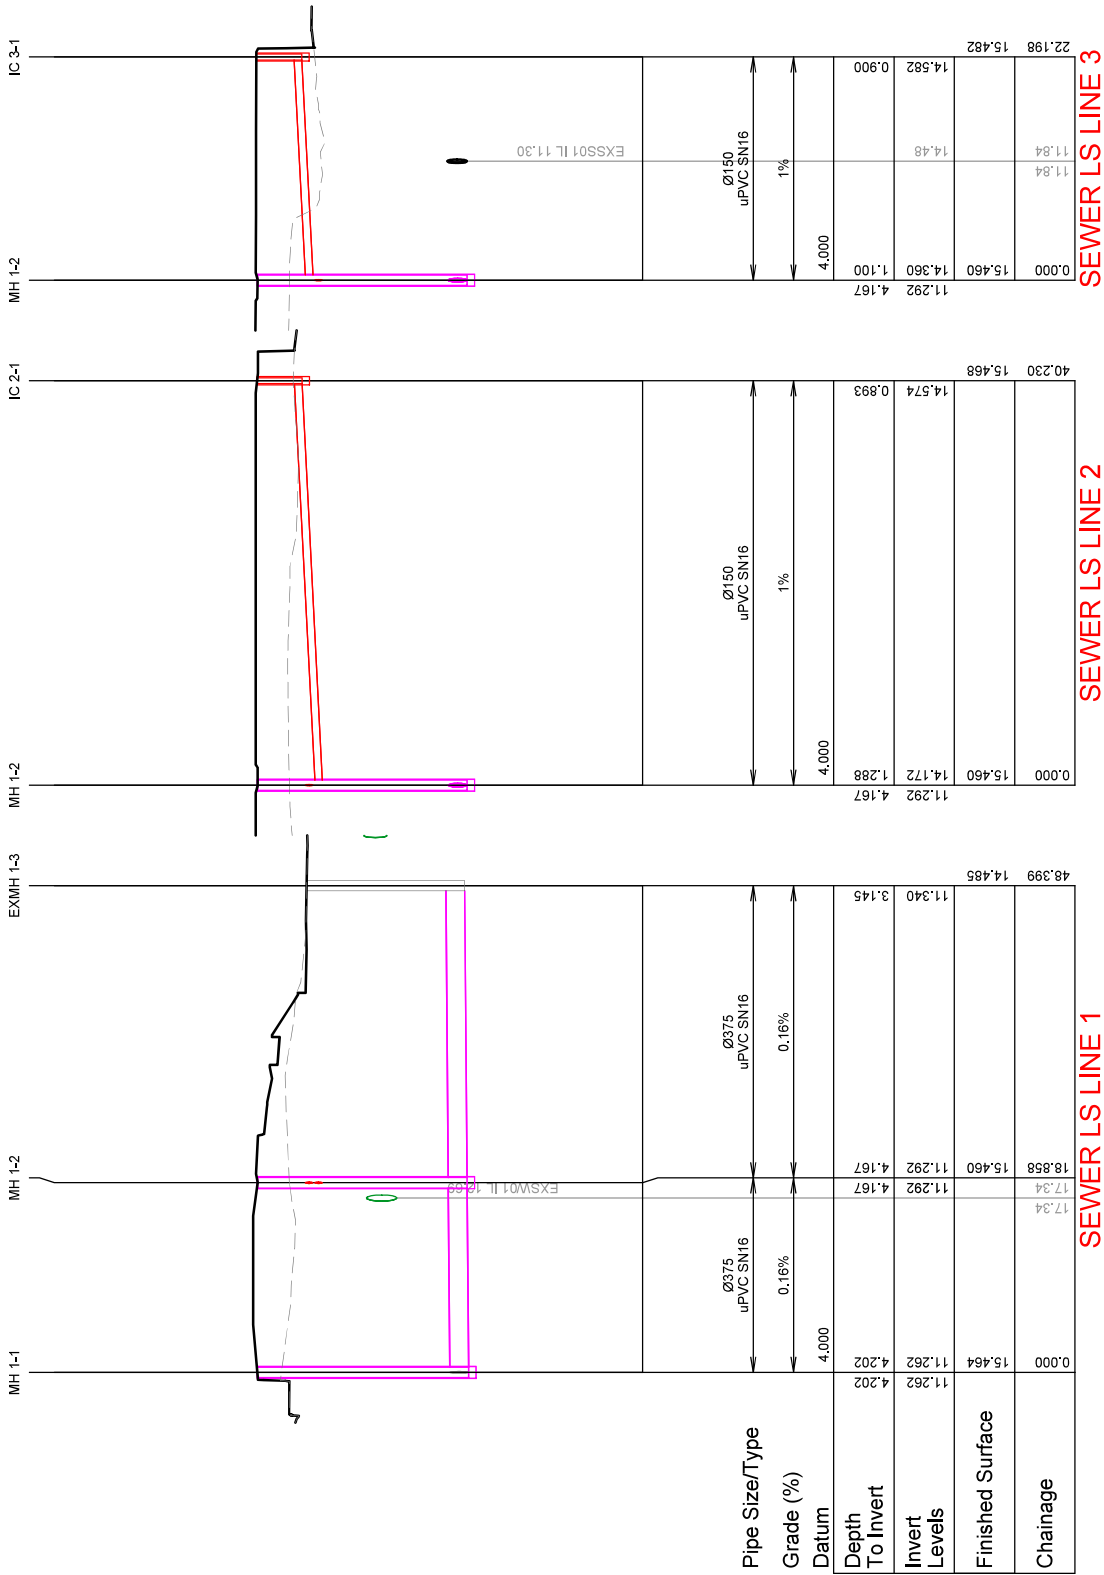 MH 1-1
MH 1-2
EXMH 1-3
Pipe Size/Type
Ø375
uPVC SN16
Ø375
uPVC SN16
Grade (%)
0.16%
0.16%
Datum
4.000
Depth
To Invert
4.202
4.202
4.167
4.167
3.145
Invert
Levels
11.262
11.262
11.292
11.292
11.340
Finished Surface
15.464
15.460
14.485
Chainage
0.000
17.34
17.34
18.858
48.399
EXSW01 IL
SEWER LS LINE 1
MH 1-2
IC 2-1
Ø150
uPVC SN16
1%
4.000
4.167
1.288
0.893
11.292
14.172
14.574
15.460
15.468
0.000
40.230
SEWER LS LINE 2
MH 1-2
IC 3-1
EXSS01 IL 11.30
Ø150
uPVC SN16
1%
4.000
4.167
1.100
0.900
11.292
14.360
14.48
14.582
15.460
15.482
0.000
11.84
11.84
22.198
SEWER LS LINE 3